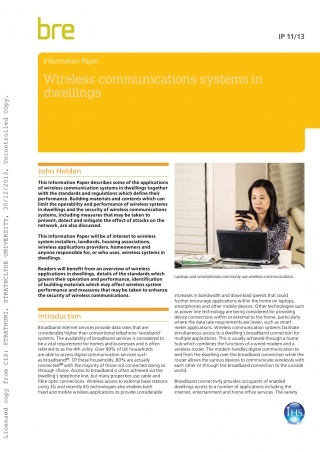 bre
IP 11/13
Information Paper
Wireless communications systems in
dwellings
John Holden
This Information Paper describes some of the applications
of wireless communication systems in dwellings together
with the standards and regulations which define their
performance. Building materials and contents which can
limit the operability and performance of wireless systems
in dwellings and the security of wireless communications
systems, including measures that may be taken to
prevent, detect and mitigate the effect of attacks on the
network, are also discussed.
This Information Paper will be of interest to wireless
system installers, landlords, housing associations,
wireless applications providers, homeowners and
anyone responsible for, or who uses, wireless systems in
dwellings.
Readers will benefit from an overview of wireless
applications in dwellings, details of the standards which
govern their operation and performance, identification
of building materials which may affect wireless system
performance and measures that may be taken to enhance
the security of wireless communications.
Introduction
Broadband internet services provide data rates that are
considerably higher than conventional telephone 'voiceband'
systems. The availability of broadband services is considered to
be a vital requirement for homes and businesses and is often
referred to as the 4th utility. Over 99% of UK households
are able to access digital communication services such
as broadband
. Of these households, 80% are actually
connected
with the majority of those not connected doing so
through choice. Access to broadband is often achieved via the
dwelling's telephone line, but many properties use cable and
fibre optic connections. Wireless access to external base stations
using 3G and recently 4G technologies also enables both
fixed and mobile wireless applications to provide considerable
Laptops and smartphones commonly use wireless communications
increases in bandwidth and download speeds that could
further encourage applications within the home on laptops,
smartphones and other mobile devices. Other technologies such
as power line technology are being considered for providing
device connections within or external to the home, particularly
where the data rate requirements are lower, such as smart
meter applications. Wireless communication systems facilitate
simultaneous access to a dwelling's broadband connection for
multiple applications. This is usually achieved through a home
hub which combines the functions of a wired modem and a
wireless router. The modem handles digital communication to
and from the dwelling over the broadband connection while the
router allows the various devices to communicate wirelessly with
each other or through the broadband connection to the outside
world.
Broadband connectivity provides occupants of enabled
dwellings access to a number of applications including the
internet, entertainment and home office services. The variety
IHS
Licensed copy from CIS: STRATHUNI, STRATHCLYDE UNIVERSITY, 30/12/2013, Uncontrolled Copy.